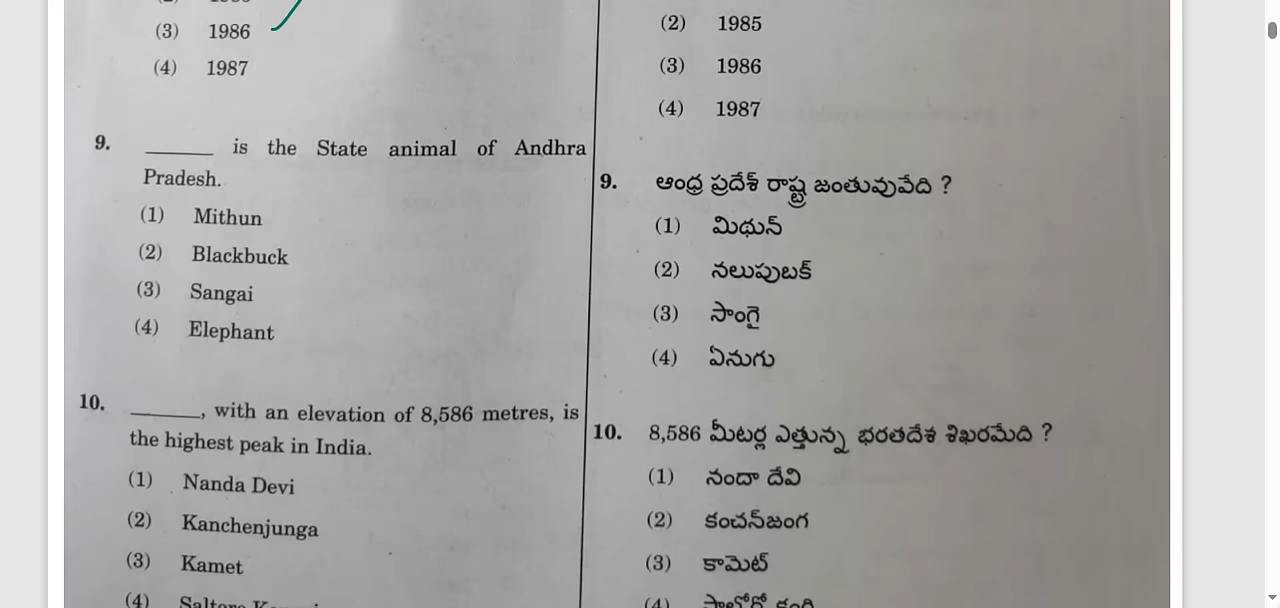 (3) 1986
(4) 1987
9. ______ is the State animal of Andhra
Pradesh.
(1) Mithun
(2) Blackbuck
(3) Sangai
(4) Elephant
10. ______, with an elevation of 8,586 metres, is
the highest peak in India.
(1) Nanda Devi
(2) Kanchenjunga
(3) Kamet
(4)
(2) 1985
(3) 1986
(4) 1987
9. ఆంధ్ర ప్రదేశ్ రాష్ట్ర జంతువువేది ?
(1) మిథున్
(2) నలుపుబక్
(3) సాంగై
(4) ఏనుగు
10. 8,586 మీటర్ల ఎత్తున్న భరతదేశ శిఖరమేది ?
(1) నందా దేవి
(2) కంచన్‌జంగ
(3) కామెట్
(4)